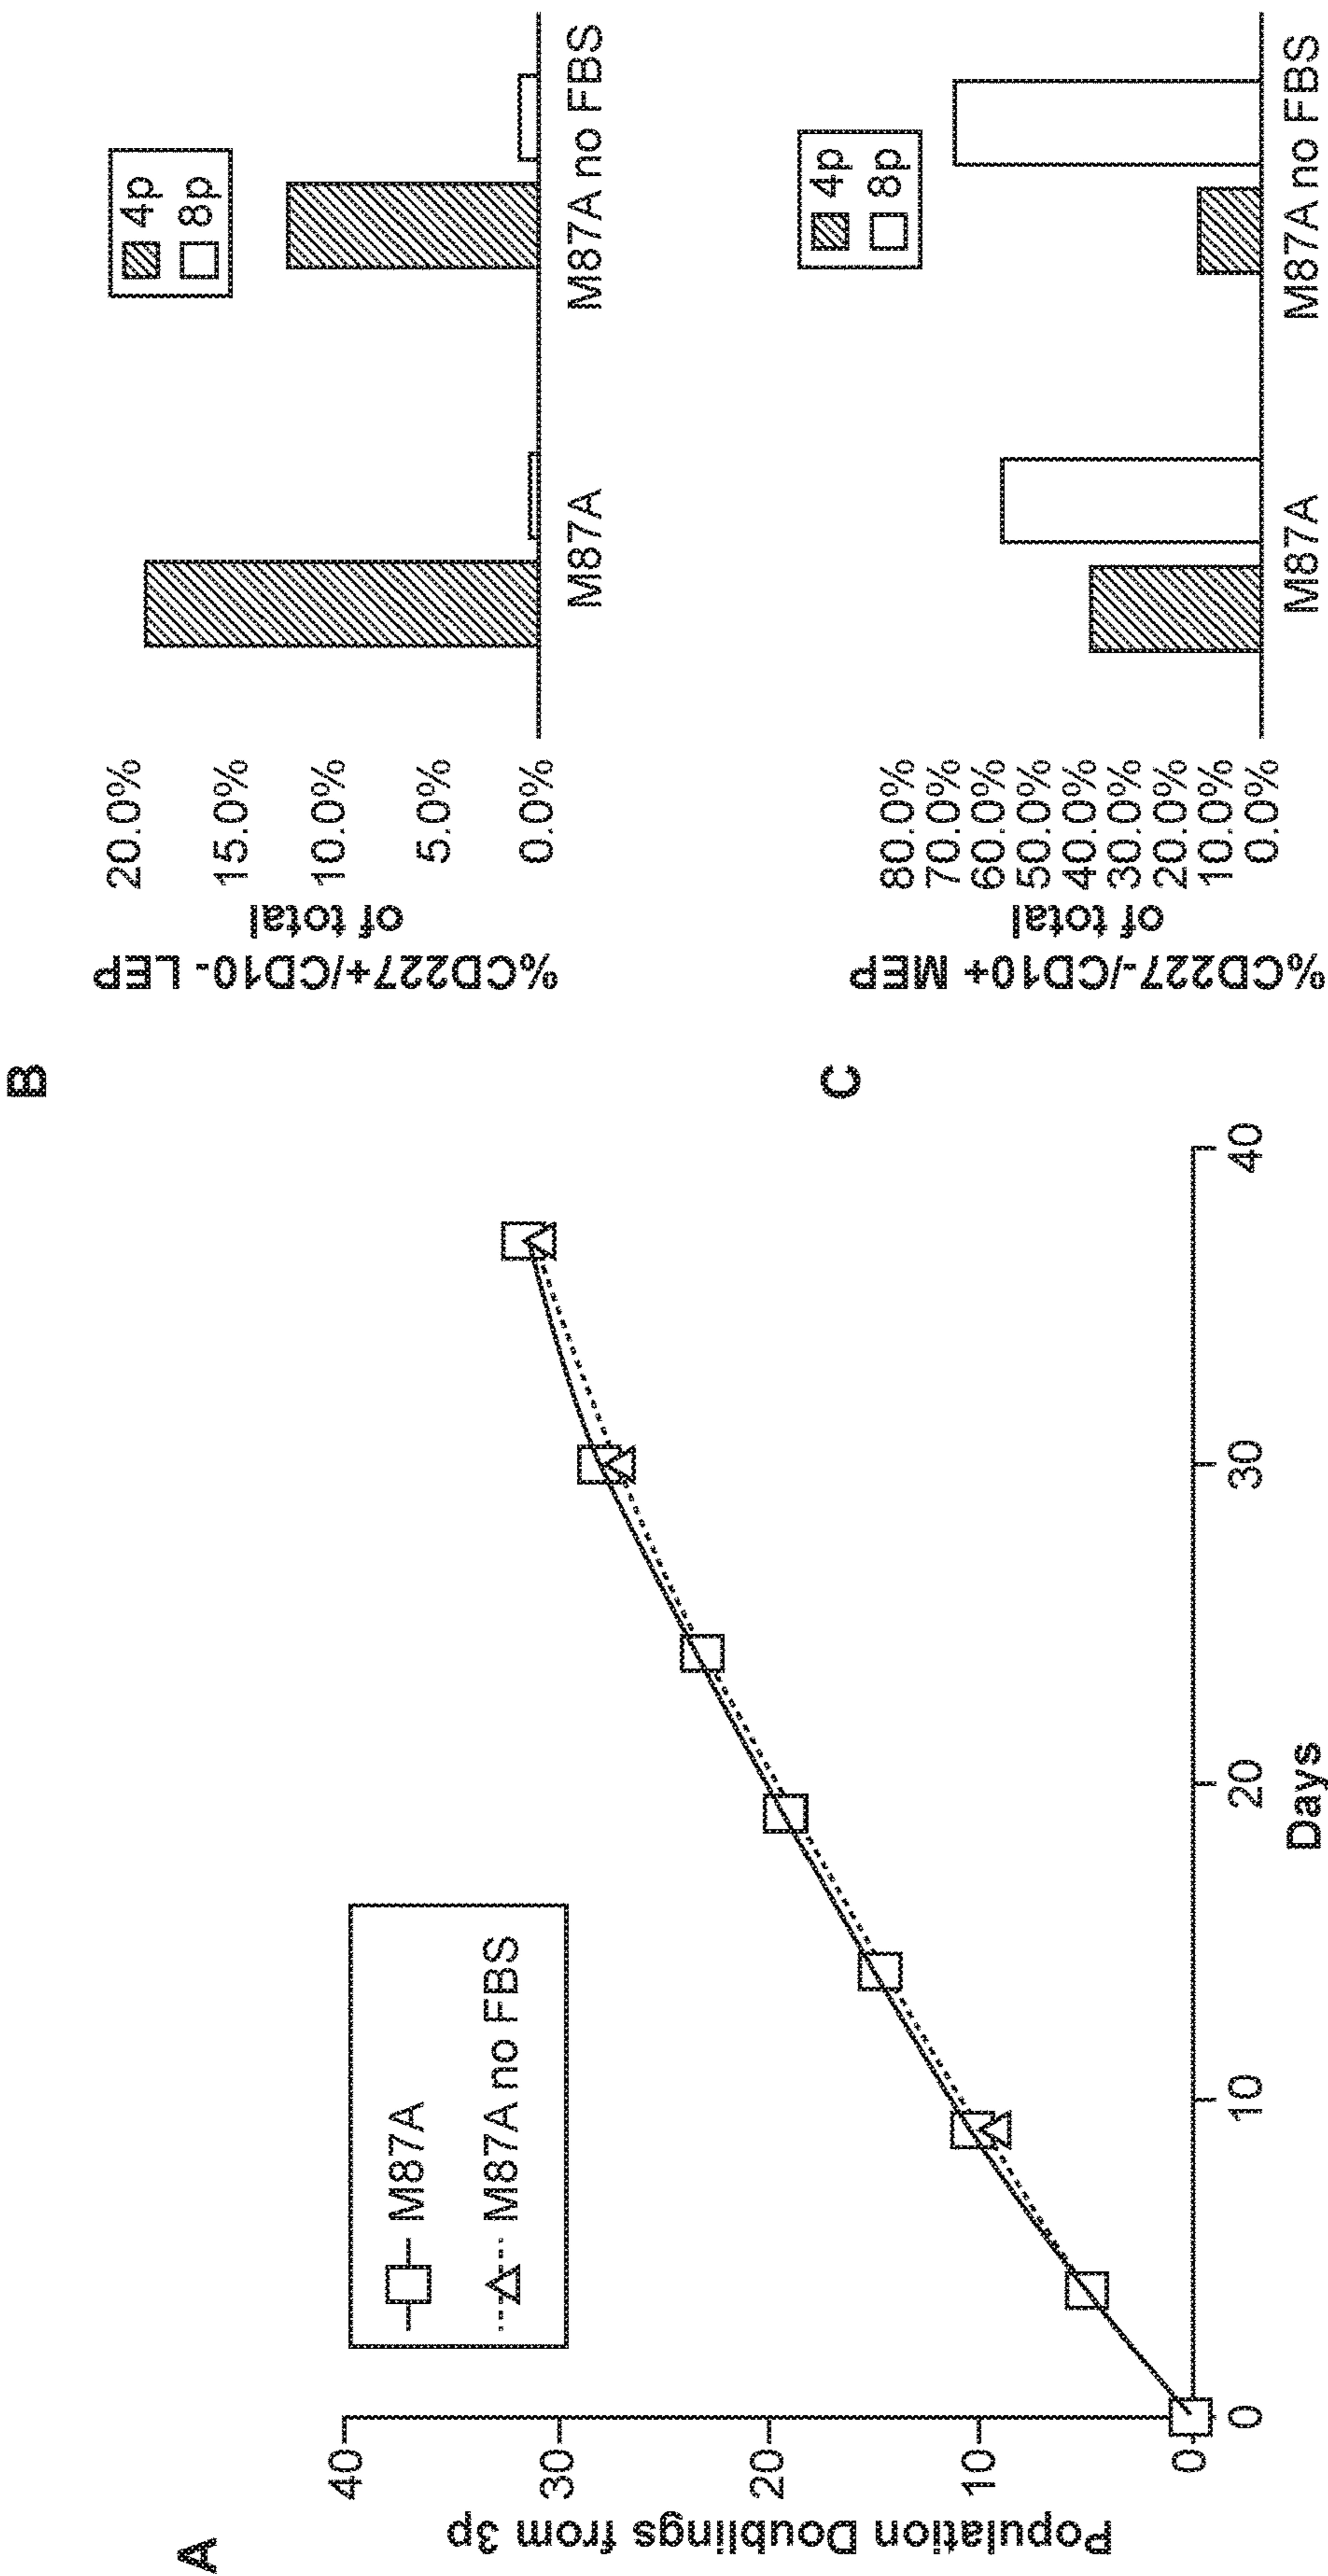 A
Population Doublings from 3p
40
30
20
10
0
M87A
M87A no FBS
0
10
20
30
40
Days
B
%CD227+/CD10- LEP
of total
20.0%
15.0%
10.0%
5.0%
0.0%
4p
8p
M87A
M87A no FBS
C
%CD227-/CD10+ MEP
of total
80.0%
70.0%
60.0%
50.0%
40.0%
30.0%
20.0%
10.0%
0.0%
4p
8p
M87A
M87A no FBS